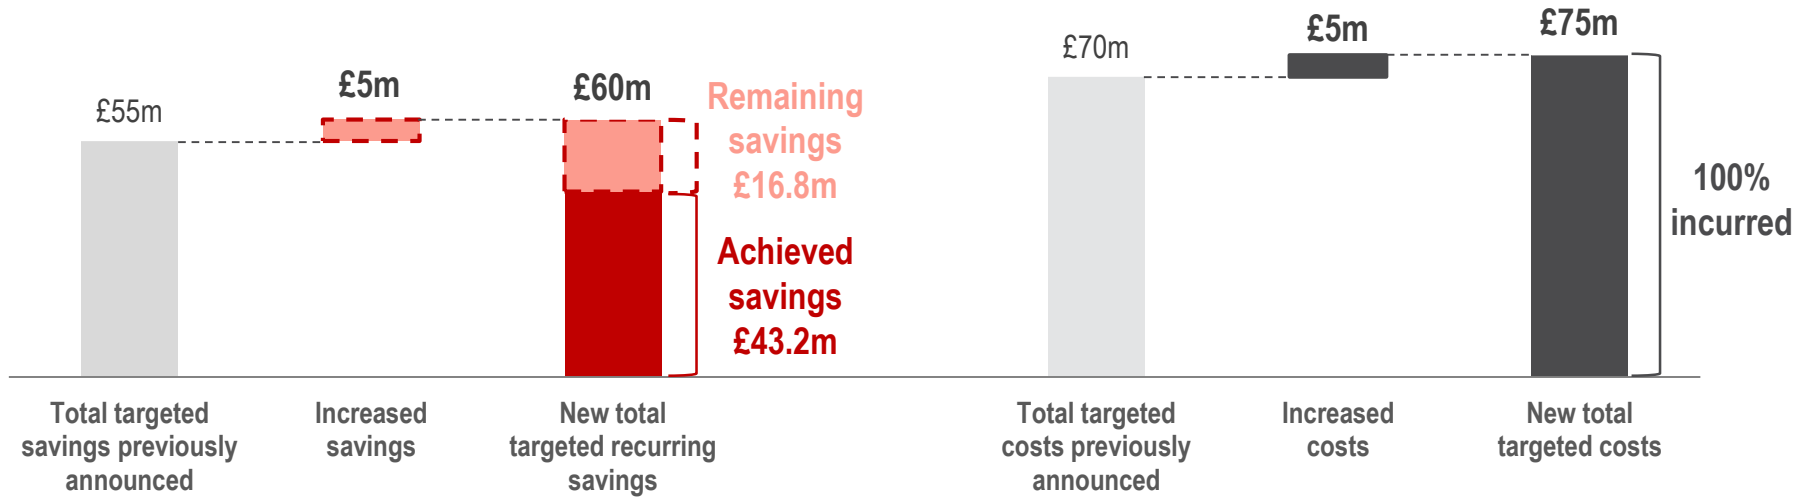 £55m
£5m
£60m
Remaining
savings
£16.8m
Achieved
savings
£43.2m
Total targeted
savings previously
announced
Increased
savings
New total
targeted recurring
savings
£70m
£5m
£75m
100%
incurred
Total targeted
costs previously
announced
Increased
costs
New total
targeted costs